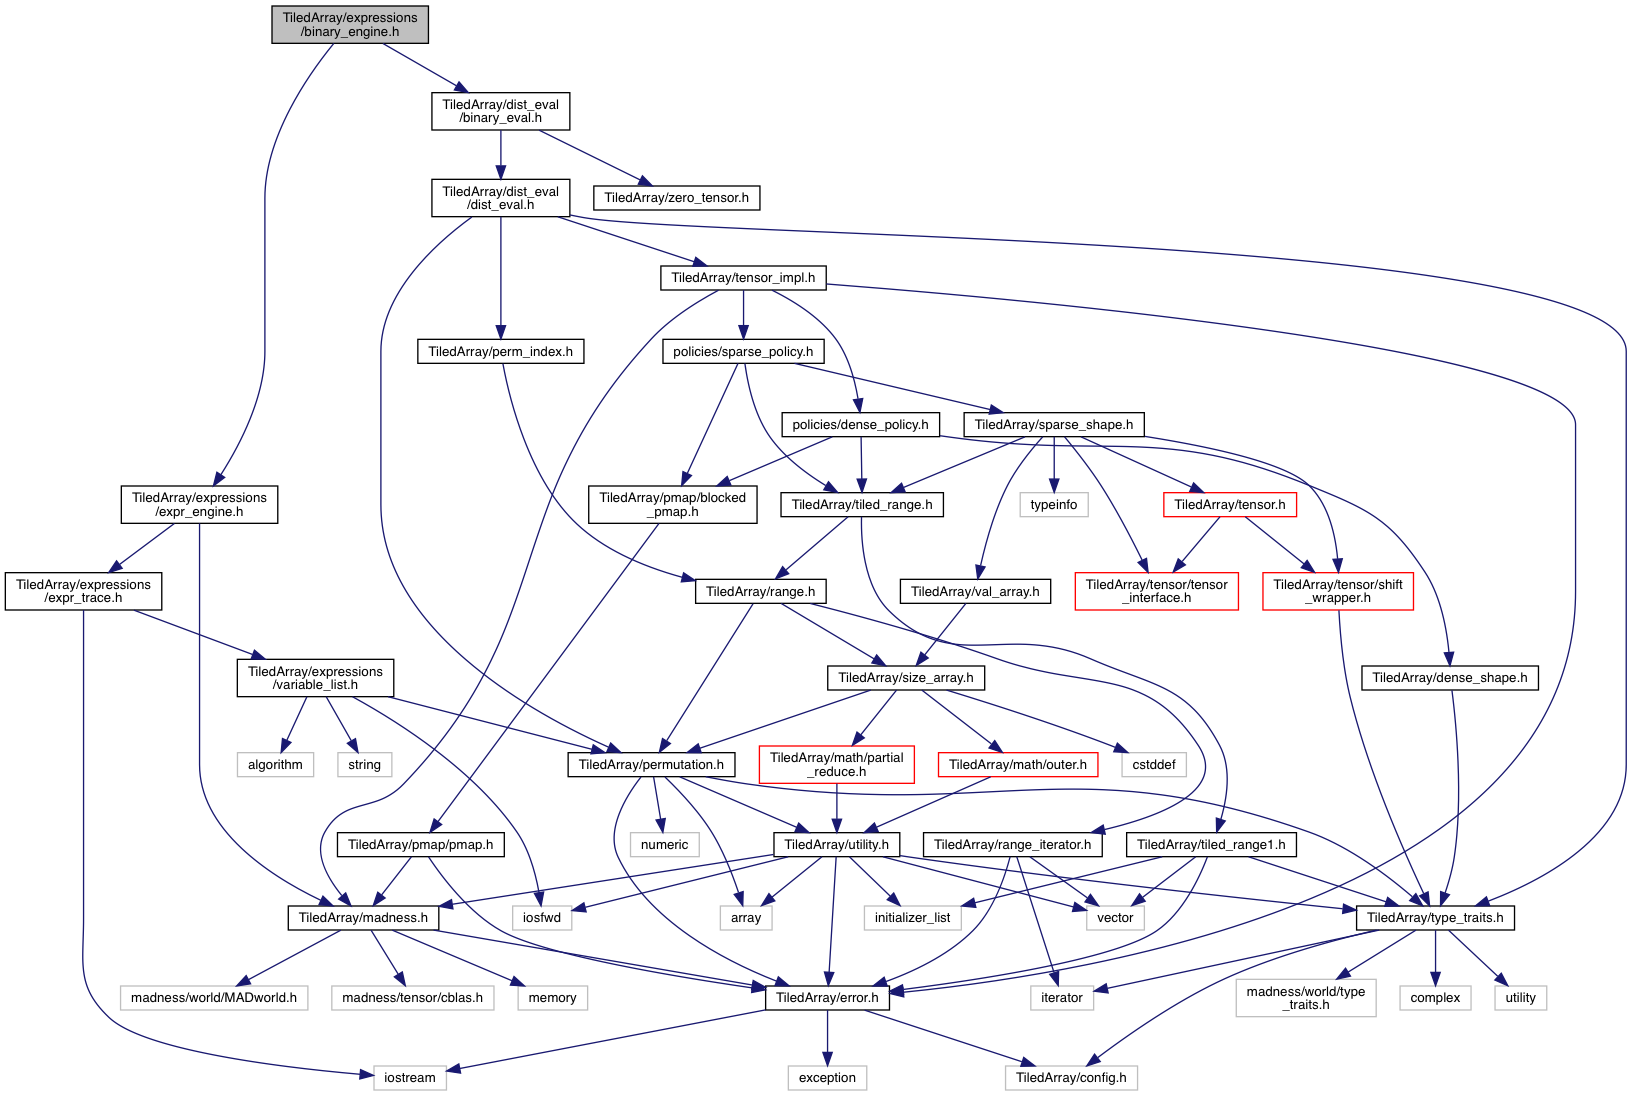 TiledArray/expressions
/binary_engine.h
TiledArray/dist_eval
/binary_eval.h
TiledArray/dist_eval
/dist_eval.h
TiledArray/zero_tensor.h
TiledArray/tensor_impl.h
TiledArray/perm_index.h
policies/sparse_policy.h
policies/dense_policy.h
TiledArray/sparse_shape.h
TiledArray/expressions
/expr_engine.h
TiledArray/pmap/blocked
_pmap.h
TiledArray/tiled_range.h
typeinfo
TiledArray/tensor.h
TiledArray/expressions
/expr_trace.h
TiledArray/range.h
TiledArray/val_array.h
TiledArray/tensor/tensor
_interface.h
TiledArray/tensor/shift
_wrapper.h
TiledArray/expressions
/variable_list.h
TiledArray/size_array.h
TiledArray/dense_shape.h
algorithm
string
TiledArray/permutation.h
TiledArray/math/partial
_reduce.h
TiledArray/math/outer.h
cstddef
TiledArray/pmap/pmap.h
numeric
TiledArray/utility.h
TiledArray/range_iterator.h
TiledArray/tiled_range1.h
TiledArray/madness.h
iosfwd
array
initializer_list
vector
TiledArray/type_traits.h
madness/world/MADworld.h
madness/tensor/cblas.h
memory
TiledArray/error.h
iterator
madness/world/type
_traits.h
complex
utility
iostream
exception
TiledArray/config.h